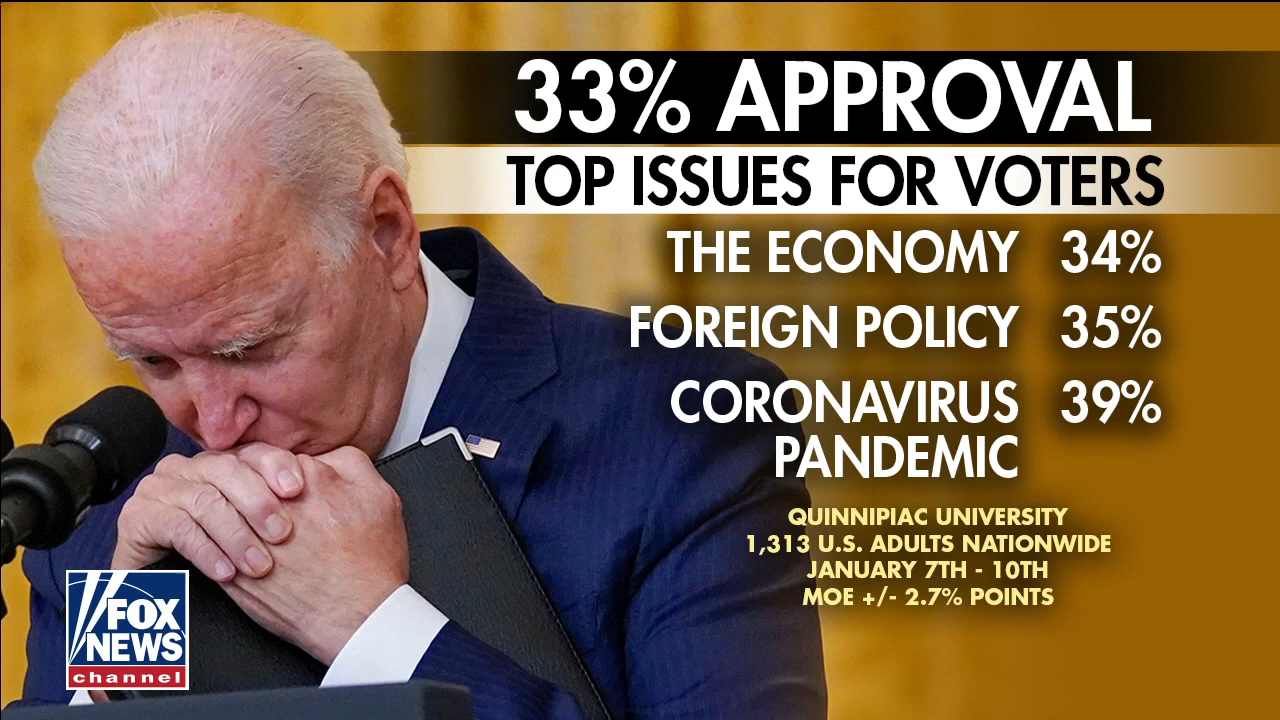 33% APPROVAL
TOP ISSUES FOR VOTERS
THE ECONOMY 34%
FOREIGN POLICY 35%
CORONAVIRUS 39%
PANDEMIC
QUINNIPIAC UNIVERSITY
1,313 U.S. ADULTS NATIONWIDE
JANUARY 7TH - 10TH
MOE +/- 2.7% POINTS
FOX
NEWS
channel